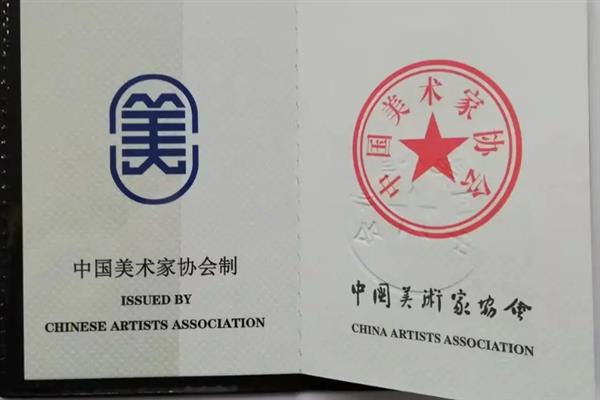 美
中国美术家协会制
ISSUED BY
CHINESE ARTISTS ASSOCIATION
中国美术家协会
中国美術家協會
CHINA ARTISTS ASSOCIATION